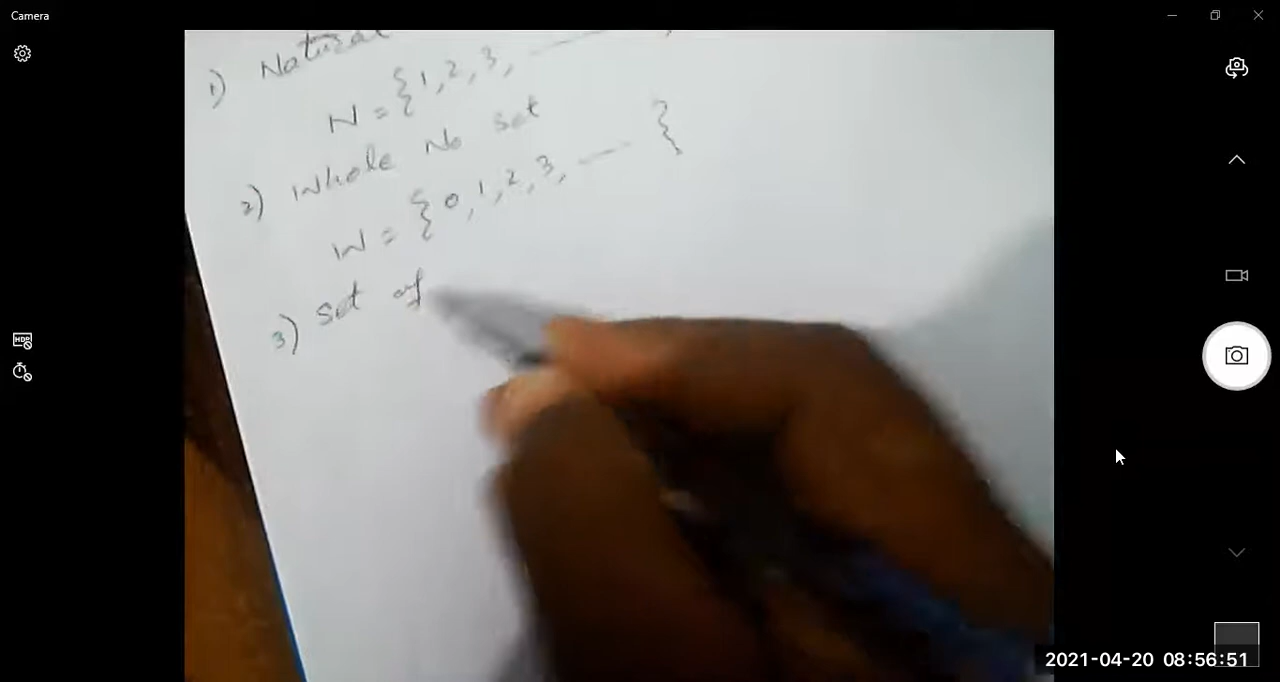 Camera
1) Natural
N = {1, 2, 3, ——
2) Whole No set
W = {0, 1, 2, 3, —— }
3) Set of
2021-04-20 08:56:51